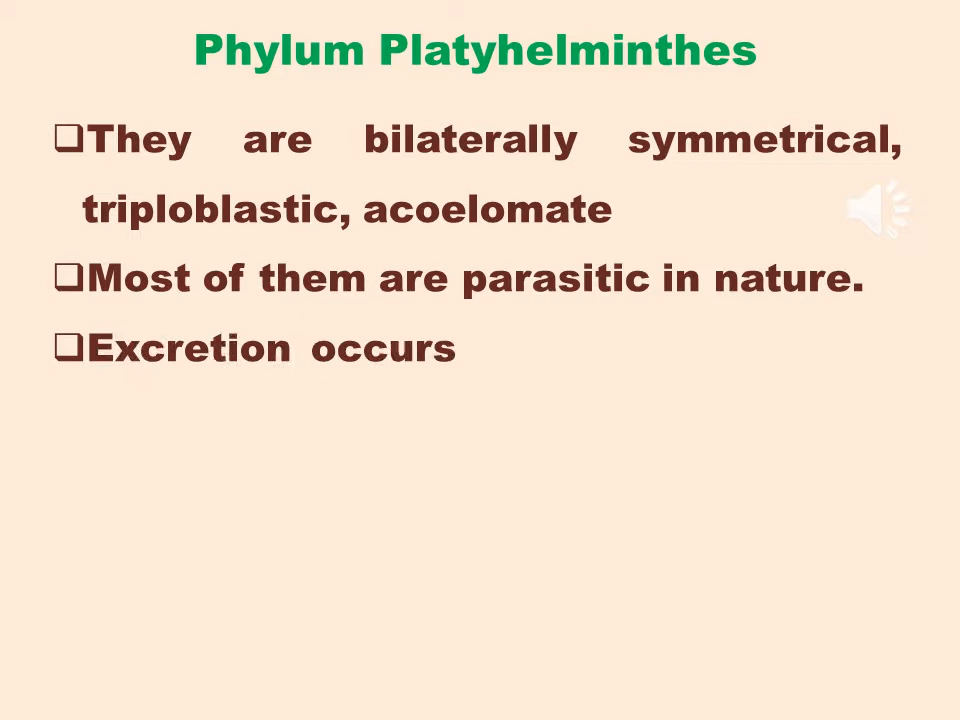 Phylum Platyhelminthes
❑They are bilaterally symmetrical,
triploblastic, acoelomate
❑Most of them are parasitic in nature.
❑Excretion occurs